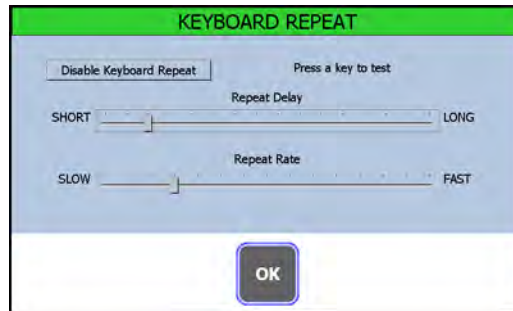 KEYBOARD REPEAT
Disable Keyboard Repeat
Press a key to test
Repeat Delay
SHORT
LONG
Repeat Rate
SLOW
FAST
OK